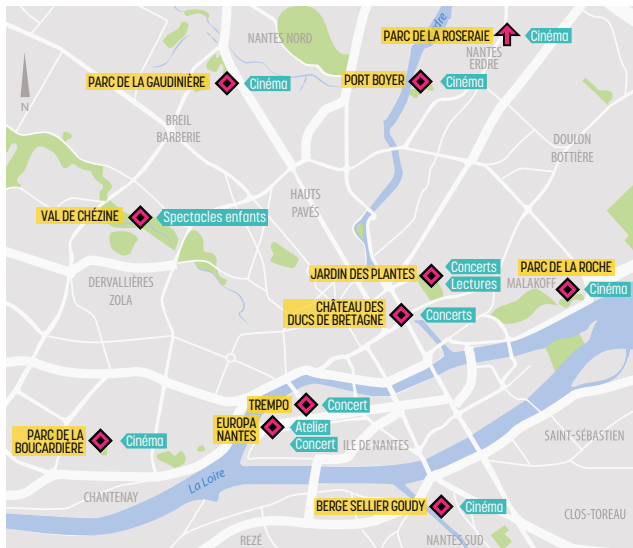 PARC DE LA ROSERAIE
Cinéma
NANTES NORD
rdre
NANTES
ERDRE
PARC DE LA GAUDINIÈRE
Cinéma
PORT BOYER
Cinéma
N
BREIL
BARBERIE
DOULON
BOTTIÈRE
HAUTS
PAVÉS
VAL DE CHÉZINE
Spectacles enfants
JARDIN DES PLANTES
Concerts
Lectures
PARC DE LA ROCHE
MALAKOFF
Cinéma
DERVALLIÈRES
ZOLA
CHÂTEAU DES
DUCS DE BRETAGNE
Concerts
TREMPO
Concert
EUROPA
NANTES
Atelier
Concert
PARC DE LA
BOUCARDIÈRE
Cinéma
ILE DE NANTES
SAINT-SÉBASTIEN
La Loire
CHANTENAY
BERGE SELLIER GOUDY
Cinéma
CLOS-TOREAU
REZÉ
NANTES SUD